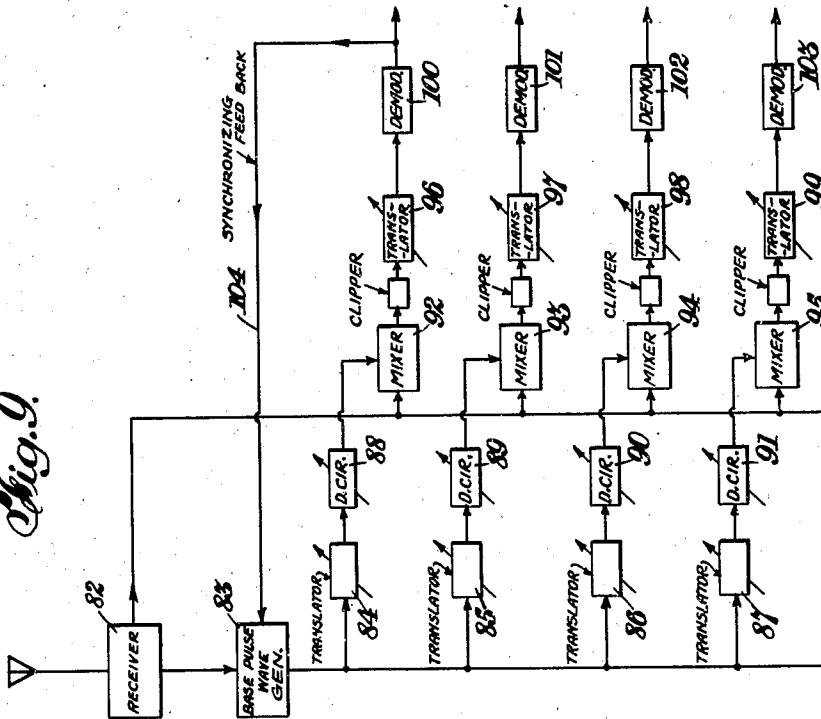 Fig. 9.
82
RECEIVER
83
BASE PULSE
WAVE
GEN.
104
SYNCHRONIZING
FEED BACK
TRANSLATOR
84
D.CIR.
88
MIXER
92
CLIPPER
TRANS-
-LATOR
96
DEMOD.
100
TRANSLATOR
85
D.CIR.
89
MIXER
93
CLIPPER
TRANS-
-LATOR
97
DEMOD.
101
TRANSLATOR
86
D.CIR.
90
MIXER
94
CLIPPER
TRANS-
-LATOR
98
DEMOD.
102
TRANSLATOR
87
D.CIR.
91
MIXER
95
CLIPPER
TRANS-
-LATOR
99
DEMOD.
103